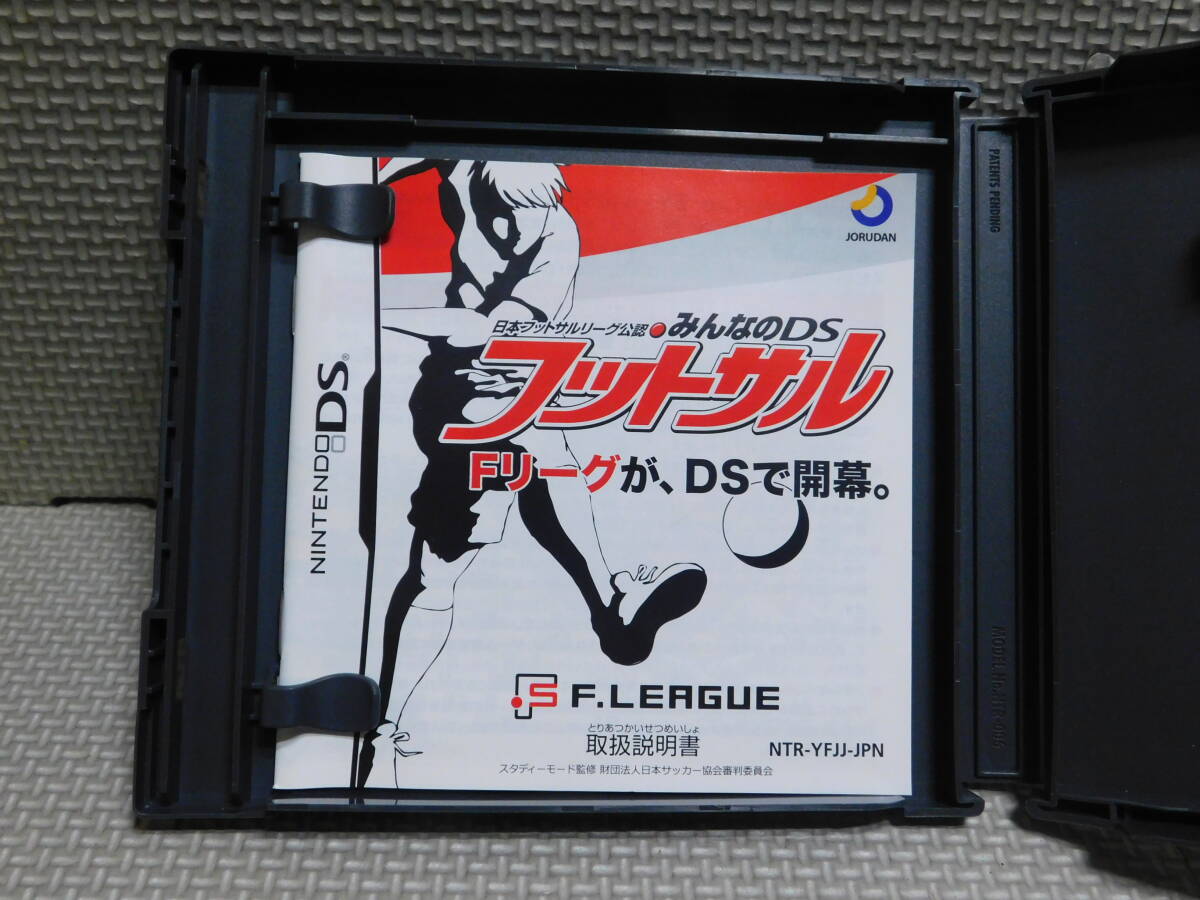 JORUDAN
日本フットサルリーグ公認 みんなのDS
フットサル
Fリーグが、DSで開幕。
NINTENDO DS®
F.LEAGUE
とりあつかいせつめいしょ
取扱説明書
NTR-YFJJ-JPN
スタディーモード監修 財団法人日本サッカー協会審判委員会
PATENTS PENDING
MODEL No. NTR-006